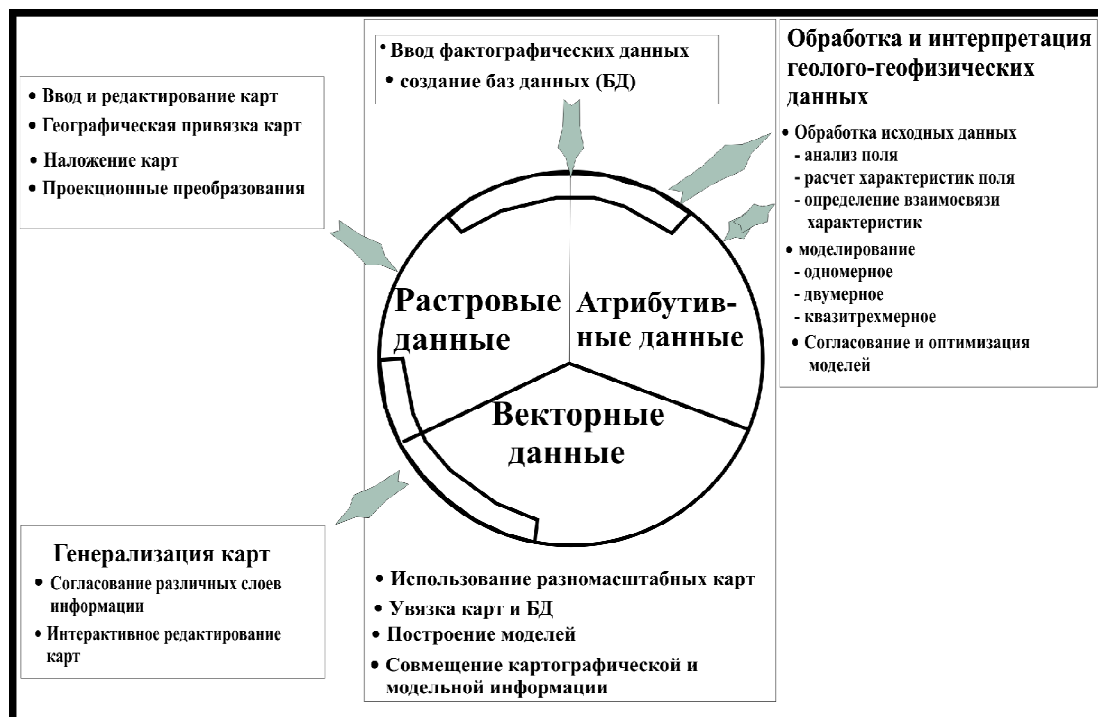 • Ввод и редактирование карт
• Географическая привязка карт
• Наложение карт
• Проекционные преобразования
• Ввод фактографических данных
• создание баз данных (БД)
Обработка и интерпретация
геолого-геофизических
данных
• Обработка исходных данных
- анализ поля
- расчет характеристик поля
- определение взаимосвязи
характеристик
• моделирование
- одномерное
- двумерное
- квазитрехмерное
• Согласование и оптимизация
моделей
Растровые
данные
Атрибутив-
ные данные
Векторные
данные
Генерализация карт
• Согласование различных слоев
информации
• Интерактивное редактирование
карт
• Использование разномасштабных карт
• Увязка карт и БД
• Построение моделей
• Совмещение картографической и
модельной информации